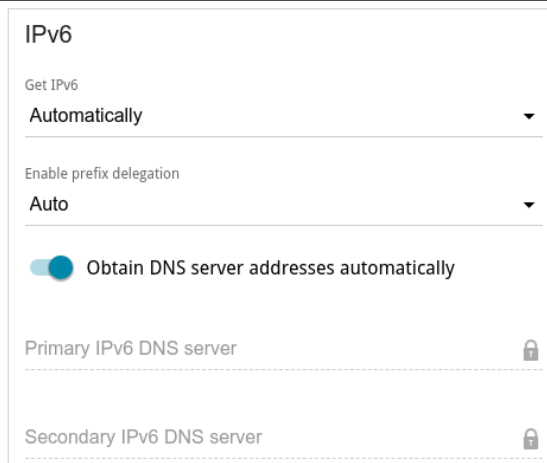 IPv6
Get IPv6
Automatically
Enable prefix delegation
Auto
Obtain DNS server addresses automatically
Primary IPv6 DNS server
Secondary IPv6 DNS server